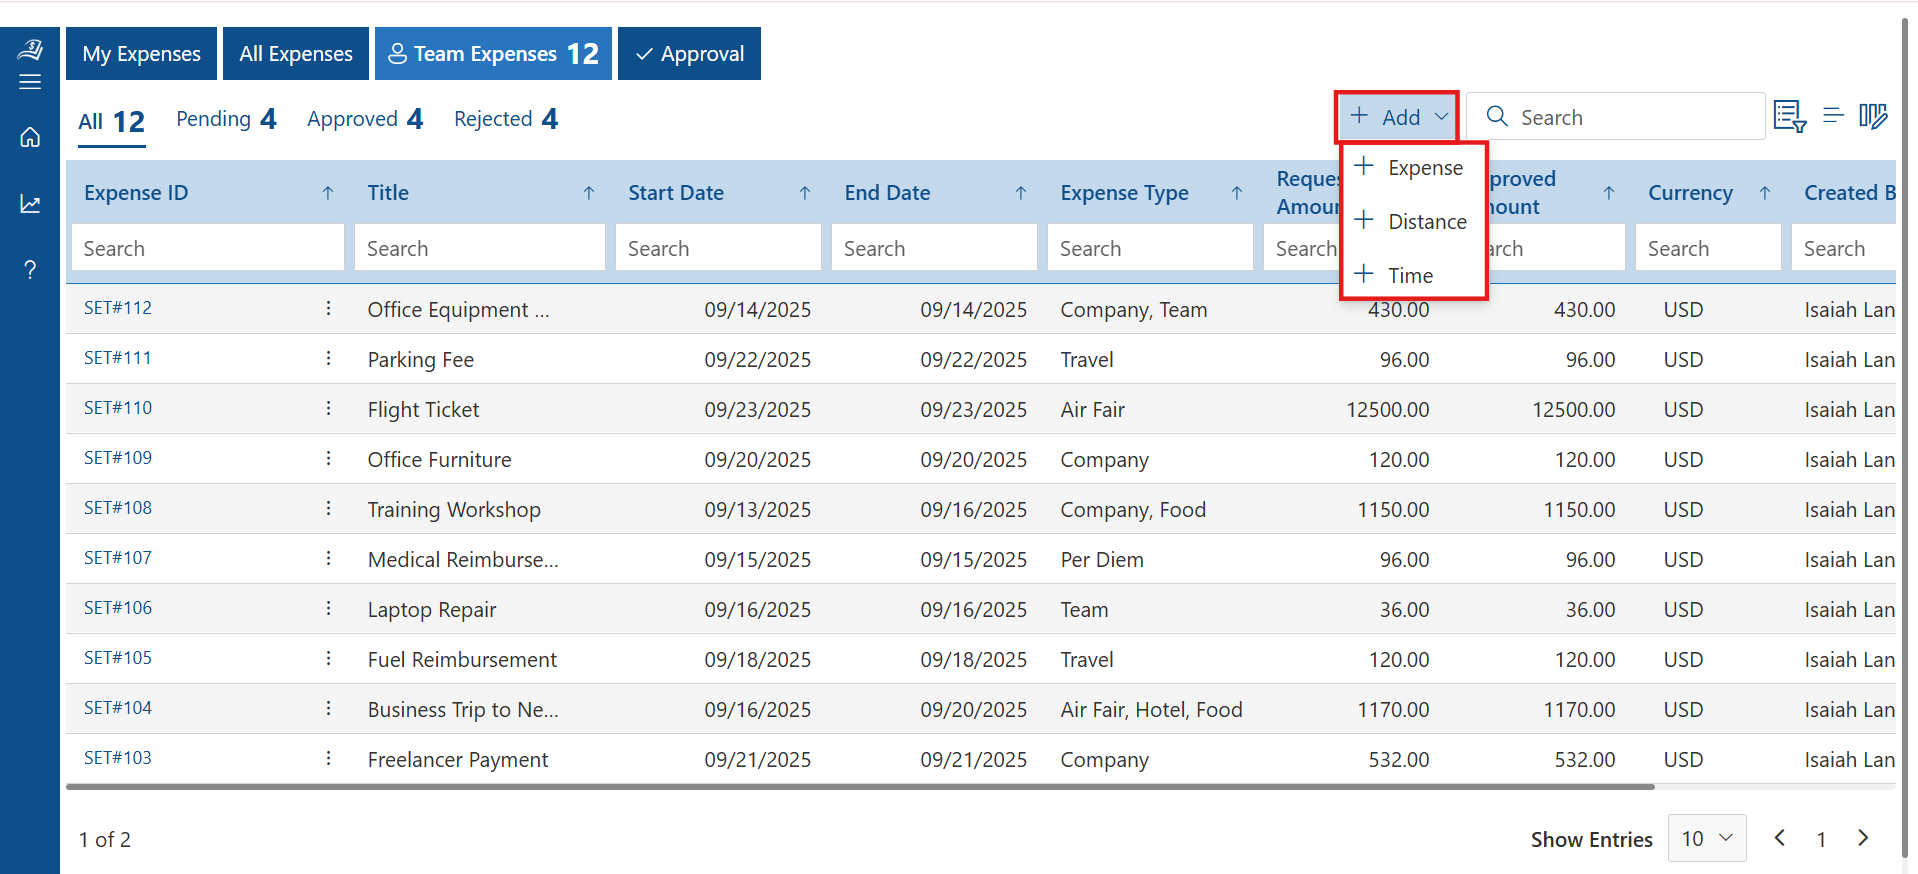 My Expenses All Expenses Team Expenses 12 Approval
All 12 Pending 4 Approved 4 Rejected 4
+ Add Search
+ Expense
+ Distance
+ Time
Expense ID Title Start Date End Date Expense Type Currency Created B
Search Search Search Search Search Search Search Search
SET#112 Office Equipment ... 09/14/2025 09/14/2025 Company, Team 430.00 430.00 USD Isaiah Lan
SET#111 Parking Fee 09/22/2025 09/22/2025 Travel 96.00 96.00 USD Isaiah Lan
SET#110 Flight Ticket 09/23/2025 09/23/2025 Air Fair 12500.00 12500.00 USD Isaiah Lan
SET#109 Office Furniture 09/20/2025 09/20/2025 Company 120.00 120.00 USD Isaiah Lan
SET#108 Training Workshop 09/13/2025 09/16/2025 Company, Food 1150.00 1150.00 USD Isaiah Lan
SET#107 Medical Reimburse... 09/15/2025 09/15/2025 Per Diem 96.00 96.00 USD Isaiah Lan
SET#106 Laptop Repair 09/16/2025 09/16/2025 Team 36.00 36.00 USD Isaiah Lan
SET#105 Fuel Reimbursement 09/18/2025 09/18/2025 Travel 120.00 120.00 USD Isaiah Lan
SET#104 Business Trip to Ne... 09/16/2025 09/20/2025 Air Fair, Hotel, Food 1170.00 1170.00 USD Isaiah Lan
SET#103 Freelancer Payment 09/21/2025 09/21/2025 Company 532.00 532.00 USD Isaiah Lan
1 of 2 Show Entries 10 1